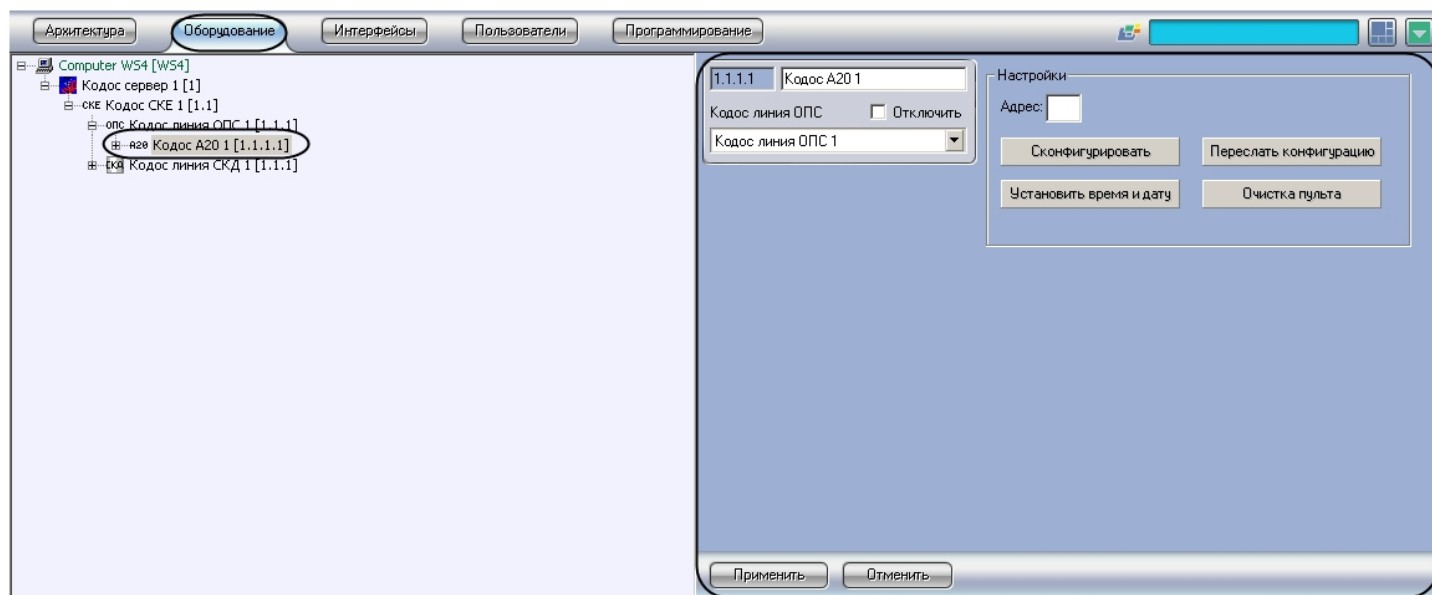 Архитектура
Оборудование
Интерфейсы
Пользователи
Программирование
Computer WS4 [WS4]
Кодос сервер 1 [1]
СКЕ Кодос СКЕ 1 [1.1]
ОПС Кодос линия ОПС 1 [1.1.1]
А20 Кодос А20 1 [1.1.1.1]
СКД Кодос линия СКД 1 [1.1.1]
1.1.1.1 Кодос А20 1
Кодос линия ОПС Отключить
Кодос линия ОПС 1
Настройки
Адрес:
Сконфигурировать
Переслать конфигурацию
Установить время и дату
Очистка пульта
Применить
Отменить